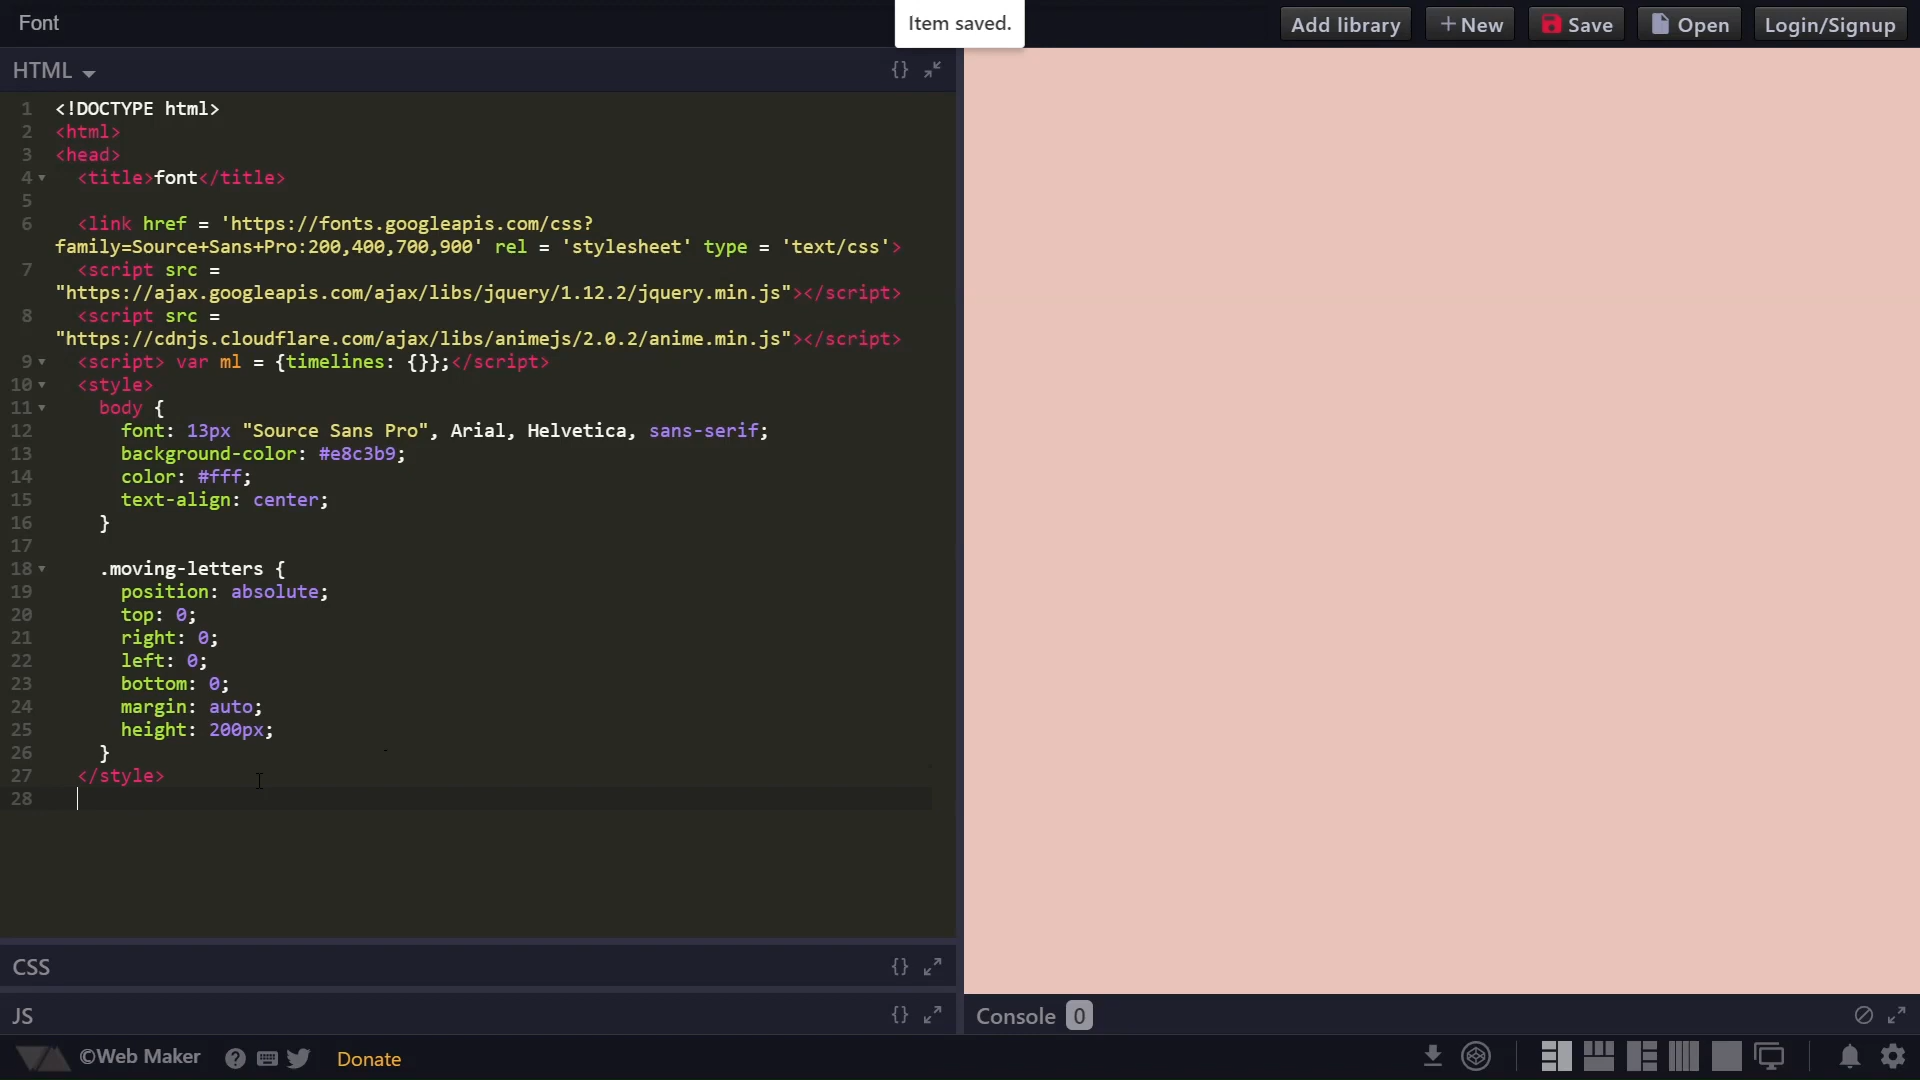 Font
Item saved.
Add library
+ New
Save
Open
Login/Signup
HTML
{}
1 <!DOCTYPE html>
2 <html>
3 <head>
4 <title>font</title>
5
6 <link href = 'https://fonts.googleapis.com/css?
family=Source+Sans+Pro:200,400,700,900' rel = 'stylesheet' type = 'text/css'>
7 <script src =
"https://ajax.googleapis.com/ajax/libs/jquery/1.12.2/jquery.min.js"></script>
8 <script src =
"https://cdnjs.cloudflare.com/ajax/libs/animejs/2.0.2/anime.min.js"></script>
9 <script> var ml = {timelines: {}};</script>
10 <style>
11 body {
12 font: 13px "Source Sans Pro", Arial, Helvetica, sans-serif;
13 background-color: #e8c3b9;
14 color: #fff;
15 text-align: center;
16 }
17
18 .moving-letters {
19 position: absolute;
20 top: 0;
21 right: 0;
22 left: 0;
23 bottom: 0;
24 margin: auto;
25 height: 200px;
26 }
27 </style>
28
CSS
{}
JS
{}
Console 0
©Web Maker
?
Donate